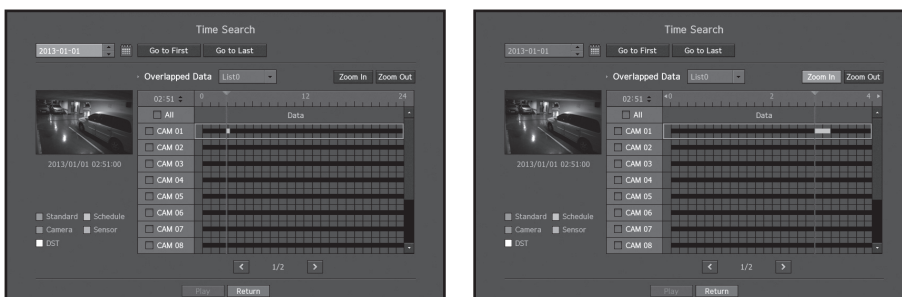 Time Search
2013-01-01 Go to First Go to Last
Overlapped Data List0 Zoom In Zoom Out
02:51 0 12 24
All Data
CAM 01
CAM 02
2013/01/01 02:51:00 CAM 03
CAM 04
CAM 05
Standard Schedule CAM 06
Camera Sensor CAM 07
DST CAM 08
< 1/2 >
Play Return
Time Search
2013-01-01 Go to First Go to Last
Overlapped Data List0 Zoom In Zoom Out
02:51 0 2 4
All Data
CAM 01
CAM 02
2013/01/01 02:51:00 CAM 03
CAM 04
CAM 05
Standard Schedule CAM 06
Camera Sensor CAM 07
DST CAM 08
< 1/2 >
Play Return